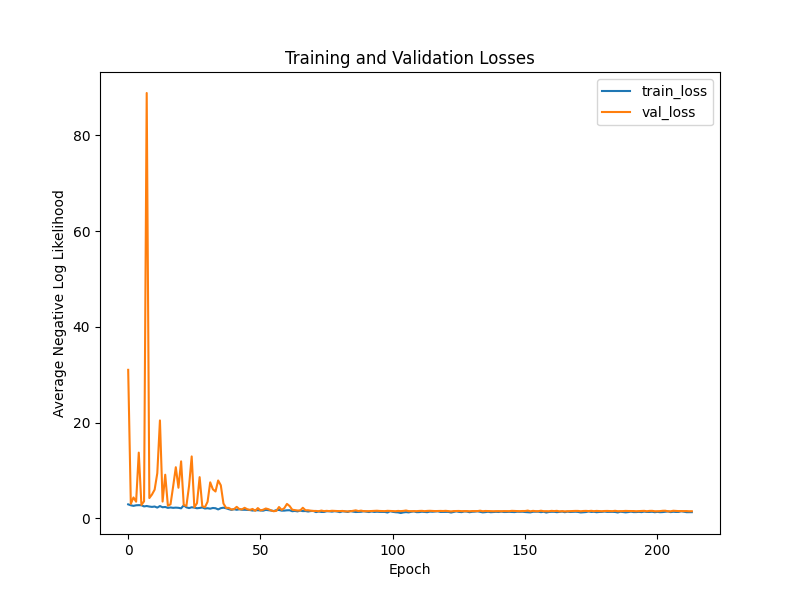 Training and Validation Losses
train_loss
val_loss
Average Negative Log Likelihood
80
60
40
20
0
0 50 100 150 200
Epoch